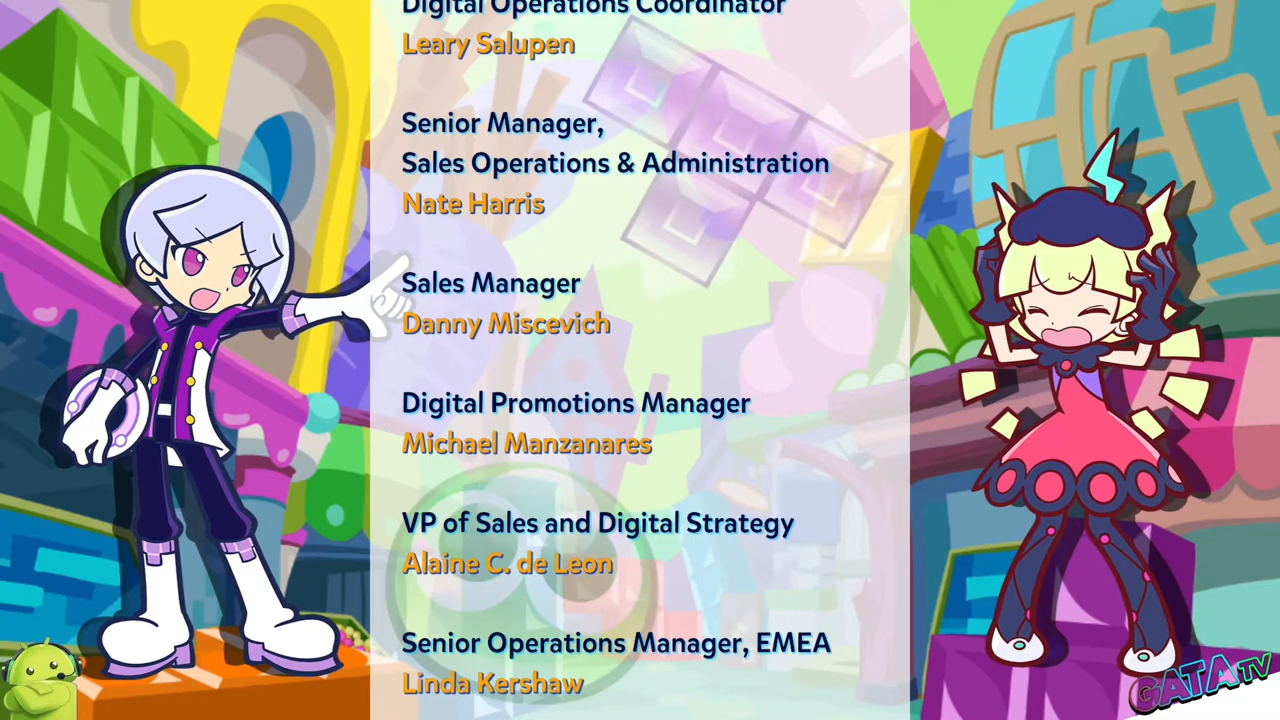 Digital Operations Coordinator
Leary Salupen
Senior Manager,
Sales Operations & Administration
Nate Harris
Sales Manager
Danny Miscevich
Digital Promotions Manager
Michael Manzanares
VP of Sales and Digital Strategy
Alaine C. de Leon
Senior Operations Manager, EMEA
Linda Kershaw
GATA TV